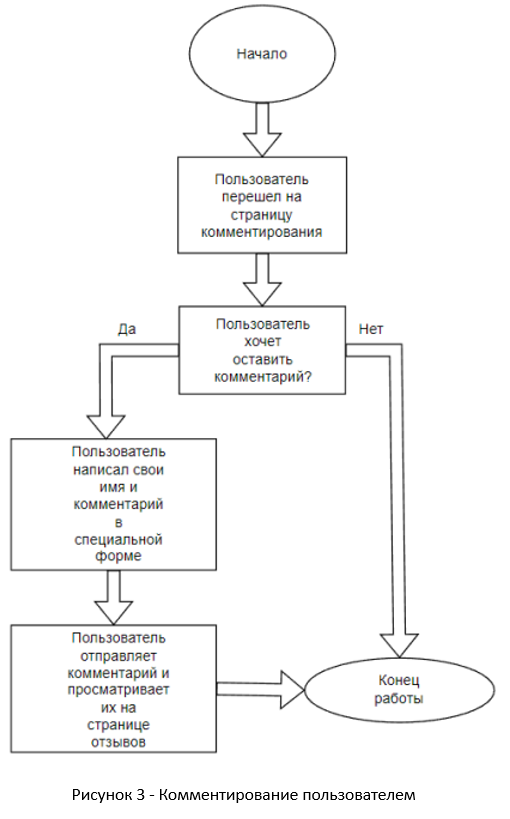 Начало
Пользователь
перешел на
страницу
комментирования
Пользователь
хочет
оставить
комментарий?
Да
Нет
Пользователь
написал свои
имя и
комментарий
в
специальной
форме
Пользователь
отправляет
комментарий и
просматривает
их на
странице
отзывов
Конец
работы
Рисунок 3 - Комментирование пользователем